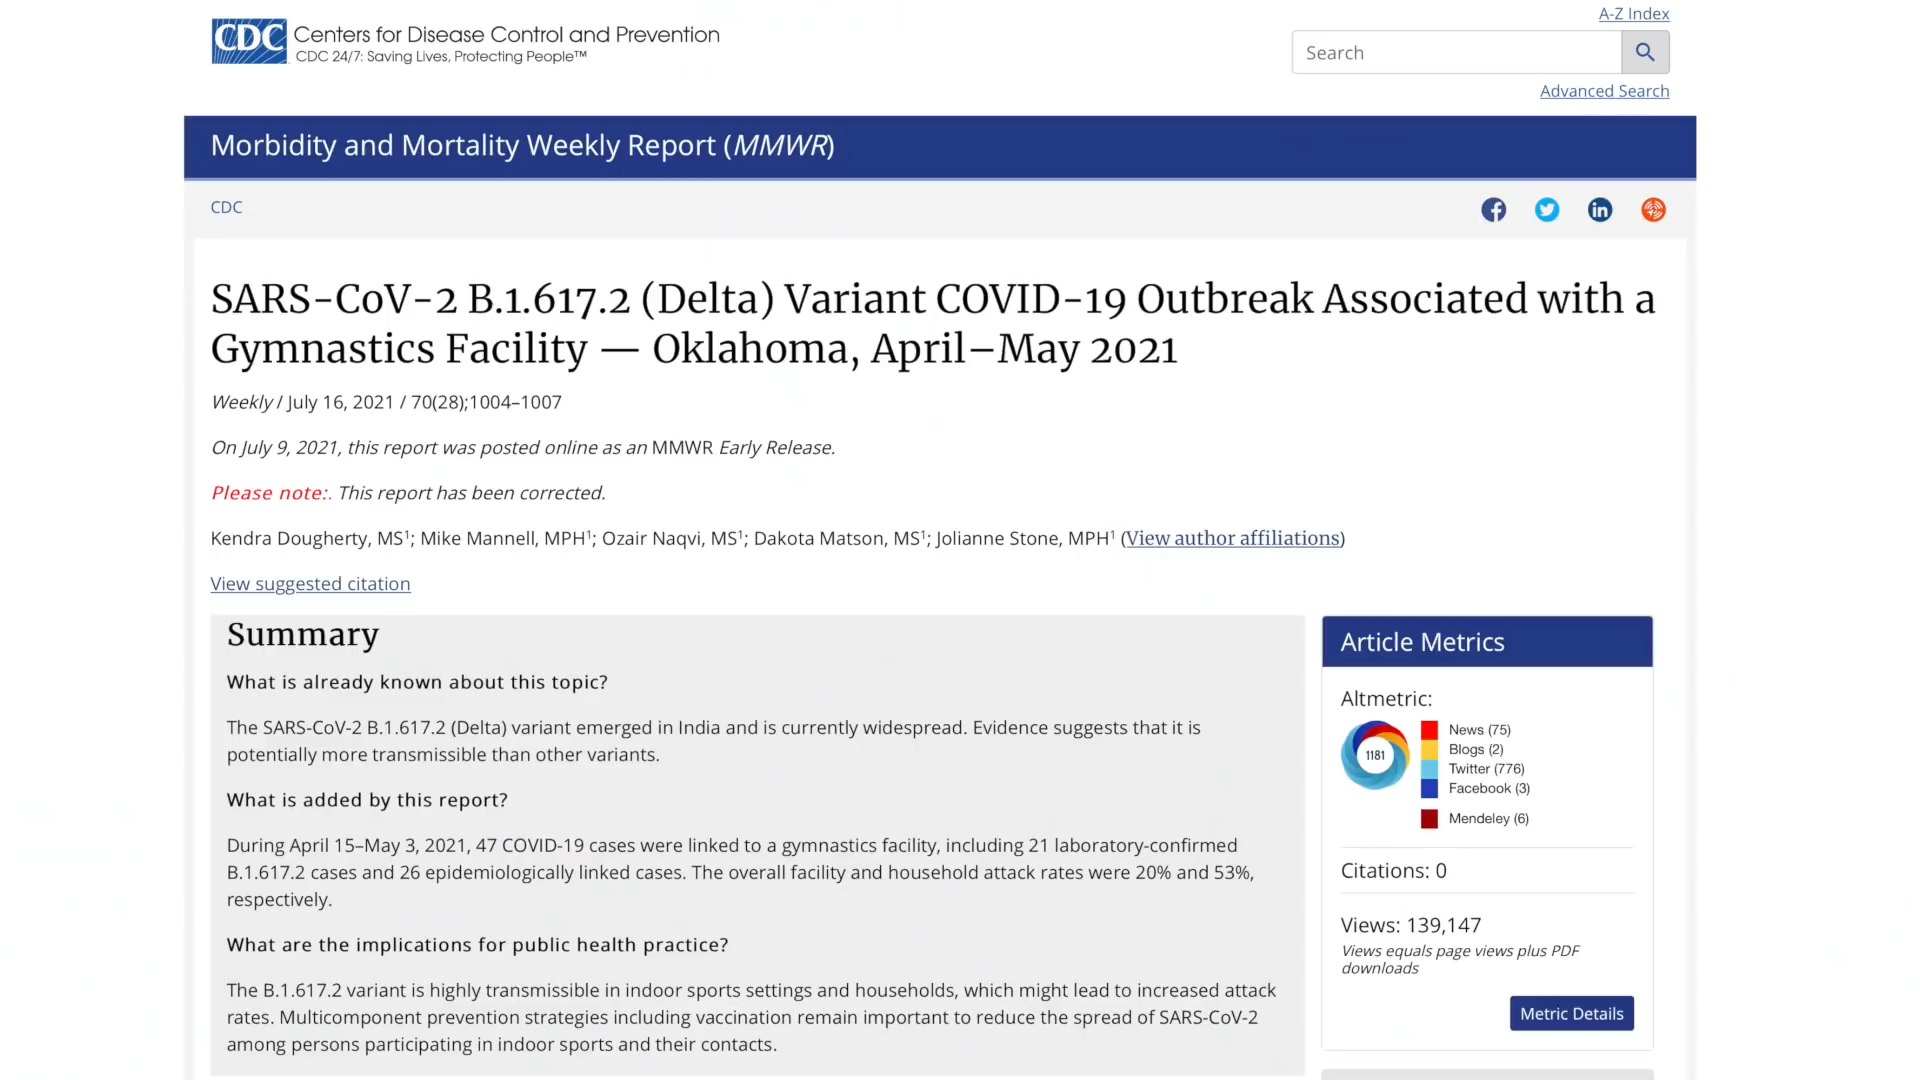 A-Z Index
CDC Centers for Disease Control and Prevention
CDC 24/7: Saving Lives, Protecting People™
Search
Advanced Search
Morbidity and Mortality Weekly Report (MMWR)
CDC
SARS-CoV-2 B.1.617.2 (Delta) Variant COVID-19 Outbreak Associated with a
Gymnastics Facility — Oklahoma, April–May 2021
Weekly / July 16, 2021 / 70(28);1004–1007
On July 9, 2021, this report was posted online as an MMWR Early Release.
Please note:. This report has been corrected.
Kendra Dougherty, MS¹; Mike Mannell, MPH¹; Ozair Naqvi, MS¹; Dakota Matson, MS¹; Jolianne Stone, MPH¹ (View author affiliations)
View suggested citation
Summary
What is already known about this topic?
The SARS-CoV-2 B.1.617.2 (Delta) variant emerged in India and is currently widespread. Evidence suggests that it is
potentially more transmissible than other variants.
What is added by this report?
During April 15–May 3, 2021, 47 COVID-19 cases were linked to a gymnastics facility, including 21 laboratory-confirmed
B.1.617.2 cases and 26 epidemiologically linked cases. The overall facility and household attack rates were 20% and 53%,
respectively.
What are the implications for public health practice?
The B.1.617.2 variant is highly transmissible in indoor sports settings and households, which might lead to increased attack
rates. Multicomponent prevention strategies including vaccination remain important to reduce the spread of SARS-CoV-2
among persons participating in indoor sports and their contacts.
Article Metrics
Altmetric:
1181
News (75)
Blogs (2)
Twitter (776)
Facebook (3)
Mendeley (6)
Citations: 0
Views: 139,147
Views equals page views plus PDF
downloads
Metric Details